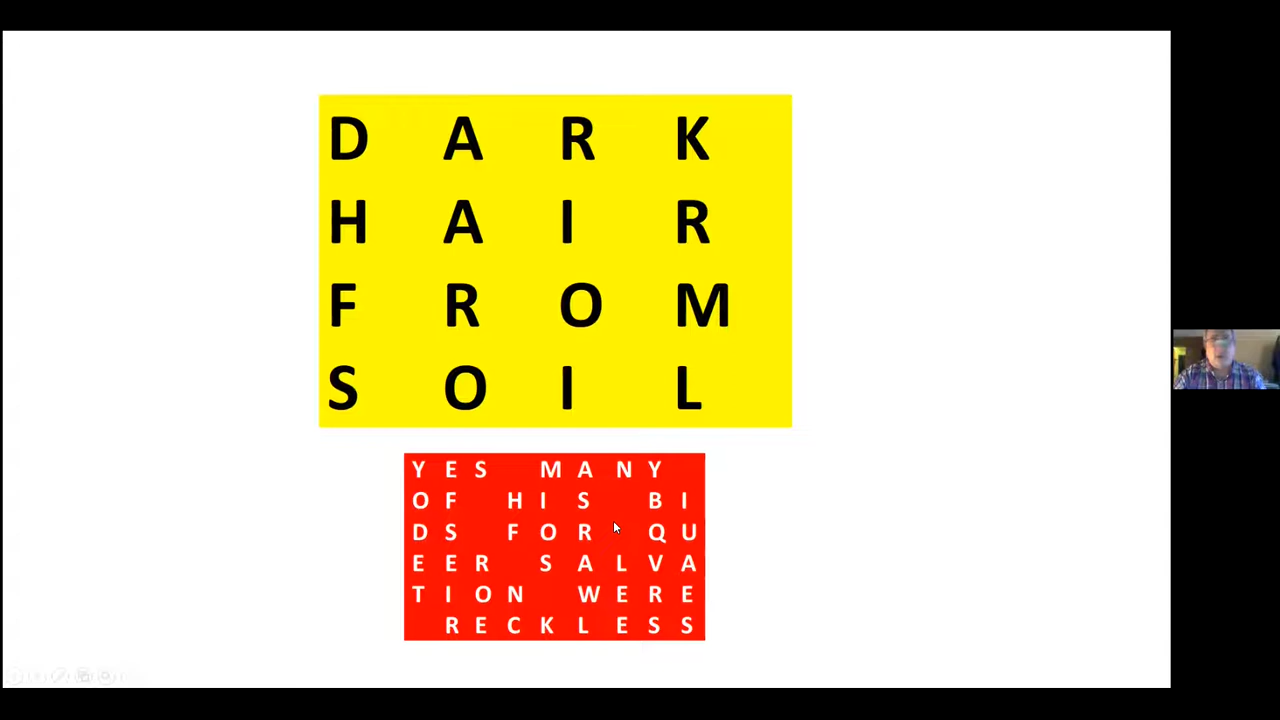 D A R K
H A I R
F R O M
S O I L
Y E S   M A N Y
O F   H I S   B I
D S   F O R   Q U
E E R   S A L V A
T I O N   W E R E
R E C K L E S S